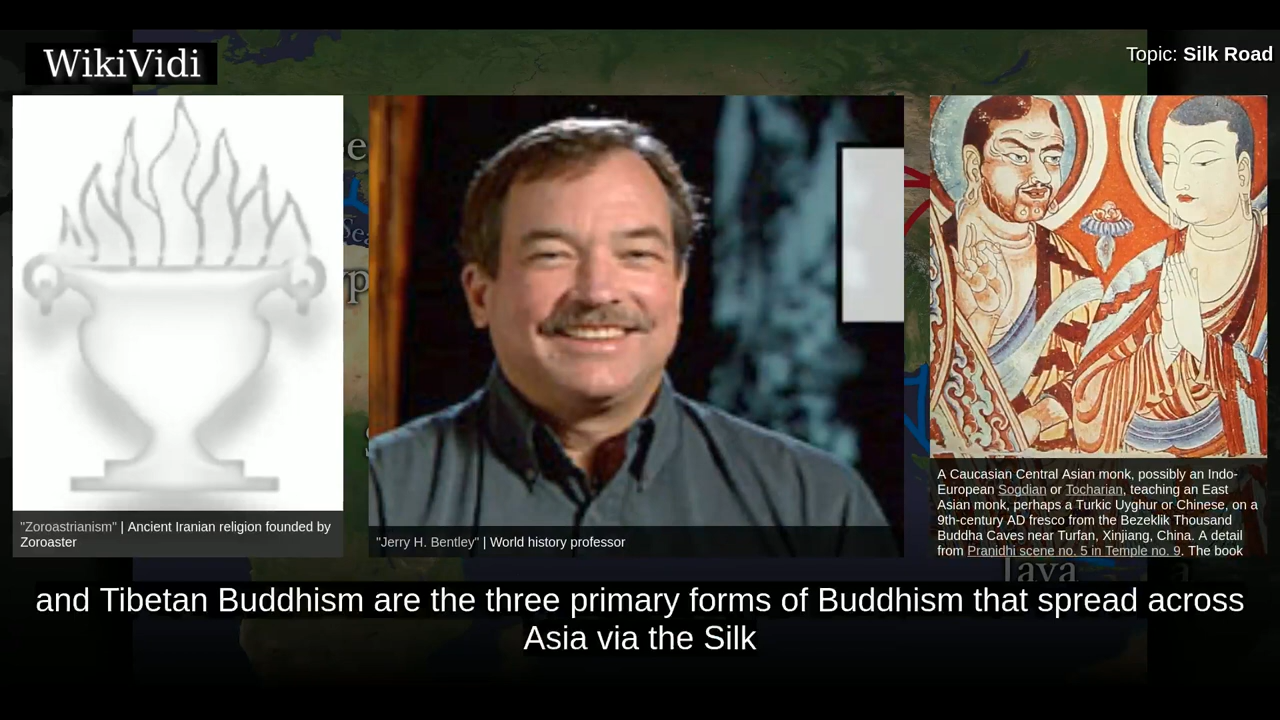 WikiVidi
Topic: Silk Road
e
Sea
rp
"Zoroastrianism" | Ancient Iranian religion founded by
Zoroaster
"Jerry H. Bentley" | World history professor
A Caucasian Central Asian monk, possibly an Indo-
European Sogdian or Tocharian, teaching an East
Asian monk, perhaps a Turkic Uyghur or Chinese, on a
9th-century AD fresco from the Bezeklik Thousand
Buddha Caves near Turfan, Xinjiang, China. A detail
from Pranidhi scene no. 5 in Temple no. 9. The book
Java
a
and Tibetan Buddhism are the three primary forms of Buddhism that spread across
Asia via the Silk